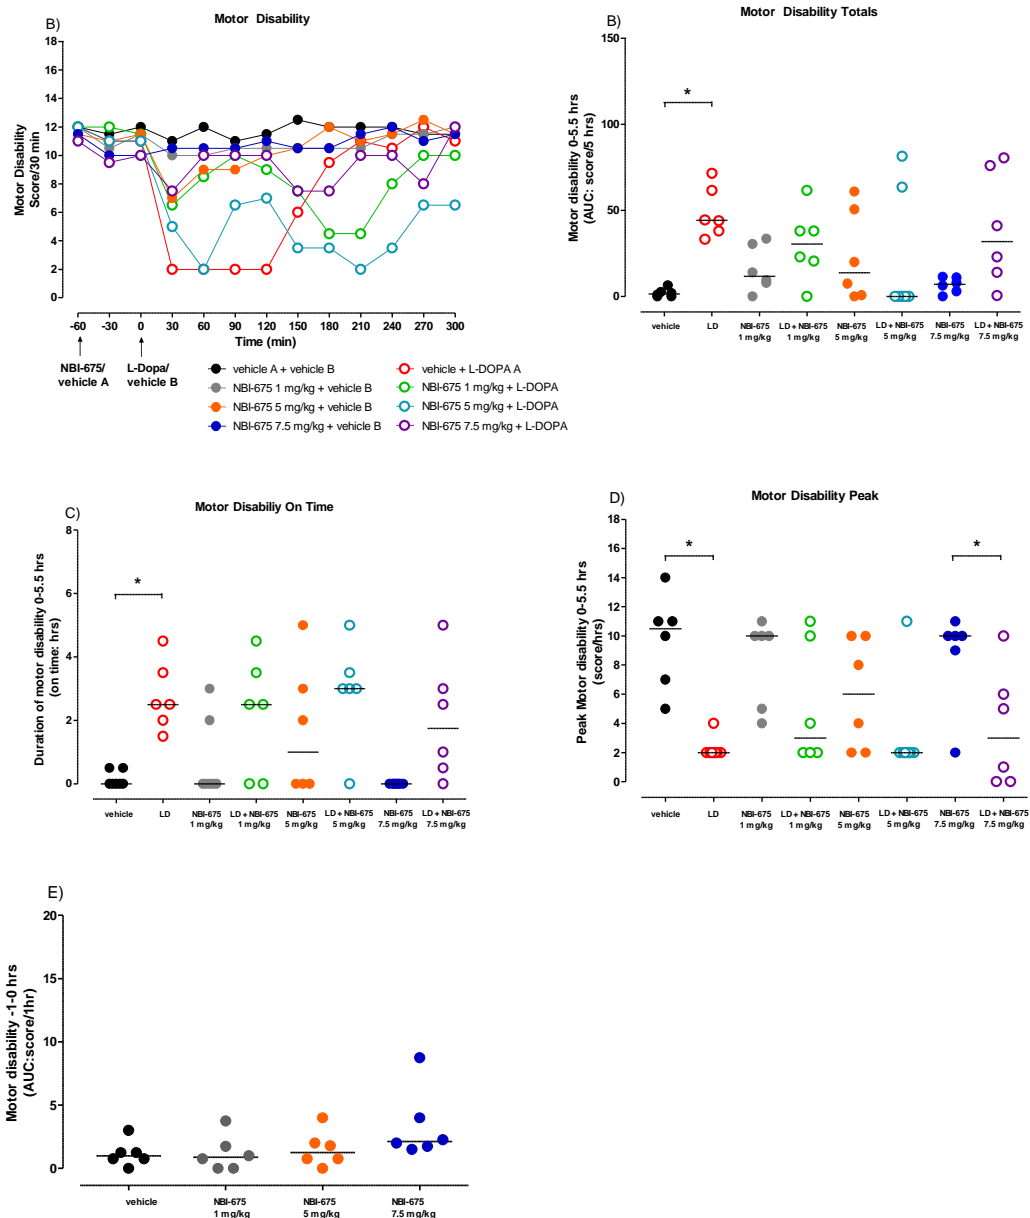 B)
Motor Disability
Motor Disability
Score/30 min
18
16
14
12
10
8
6
4
2
0
-60 -30 0 30 60 90 120 150 180 210 240 270 300
Time (min)
NBI-675/
vehicle A
L-Dopa/
vehicle B
vehicle A + vehicle B
NBI-675 1 mg/kg + vehicle B
NBI-675 5 mg/kg + vehicle B
NBI-675 7.5 mg/kg + vehicle B
vehicle + L-DOPA A
NBI-675 1 mg/kg + L-DOPA
NBI-675 5 mg/kg + L-DOPA
NBI-675 7.5 mg/kg + L-DOPA
B)
Motor Disability Totals
Motor disability 0-5.5 hrs
(AUC: score/5 hrs)
150
100
50
0
*
vehicle LD NBI-675 LD + NBI-675 NBI-675 LD + NBI-675 NBI-675 LD + NBI-675
1 mg/kg 1 mg/kg 5 mg/kg 5 mg/kg 7.5 mg/kg 7.5 mg/kg
C)
Motor Disabiliy On Time
Duration of motor disability 0-5.5 hrs
(on time: hrs)
8
6
4
2
0
*
vehicle LD NBI-675 LD + NBI-675 NBI-675 LD + NBI-675 NBI-675 LD + NBI-675
1 mg/kg 1 mg/kg 5 mg/kg 5 mg/kg 7.5 mg/kg 7.5 mg/kg
D)
Motor Disability Peak
Peak Motor disability 0-5.5 hrs
(score/hrs)
18
16
14
12
10
8
6
4
2
0
* *
vehicle LD NBI-675 LD + NBI-675 NBI-675 LD + NBI-675 NBI-675 LD + NBI-675
1 mg/kg 1 mg/kg 5 mg/kg 5 mg/kg 7.5 mg/kg 7.5 mg/kg
E)
Motor disability -1-0 hrs
(AUC:score/1hr)
20
15
10
5
0
vehicle NBI-675 NBI-675 NBI-675
1 mg/kg 5 mg/kg 7.5 mg/kg